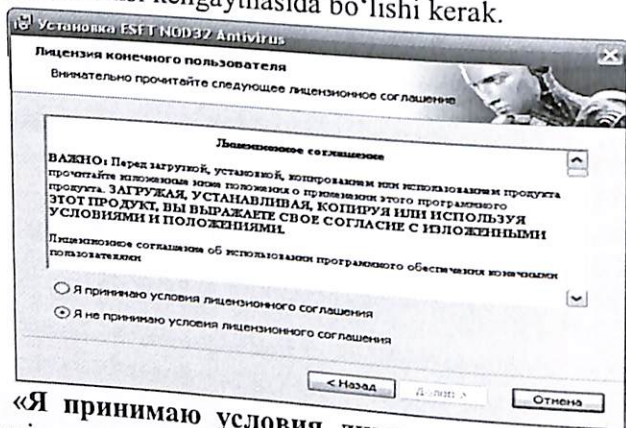 kengaytmasida bo‘lishi kerak.
Установка ESET NOD32 Antivirus
Лицензия конечного пользователя
Внимательно прочитайте следующее лицензионное соглашение
Лицензионное соглашение
ВАЖНО: Перед загрузкой, установкой, копированием или использованием продукта
прочитайте изложенные ниже положения о применении этого программного
продукта. ЗАГРУЖАЯ, УСТАНАВЛИВАЯ, КОПИРУЯ ИЛИ ИСПОЛЬЗУЯ
ЭТОТ ПРОДУКТ, ВЫ ВЫРАЖАЕТЕ СВОЕ СОГЛАСИЕ С ИЗЛОЖЕННЫМИ
УСЛОВИЯМИ И ПОЛОЖЕНИЯМИ.
Лицензионное соглашение об использовании программного обеспечения конечными
пользователями
Я принимаю условия лицензионного соглашения
Я не принимаю условия лицензионного соглашения
< Назад
Далее >
Отмена
«Я принимаю условия